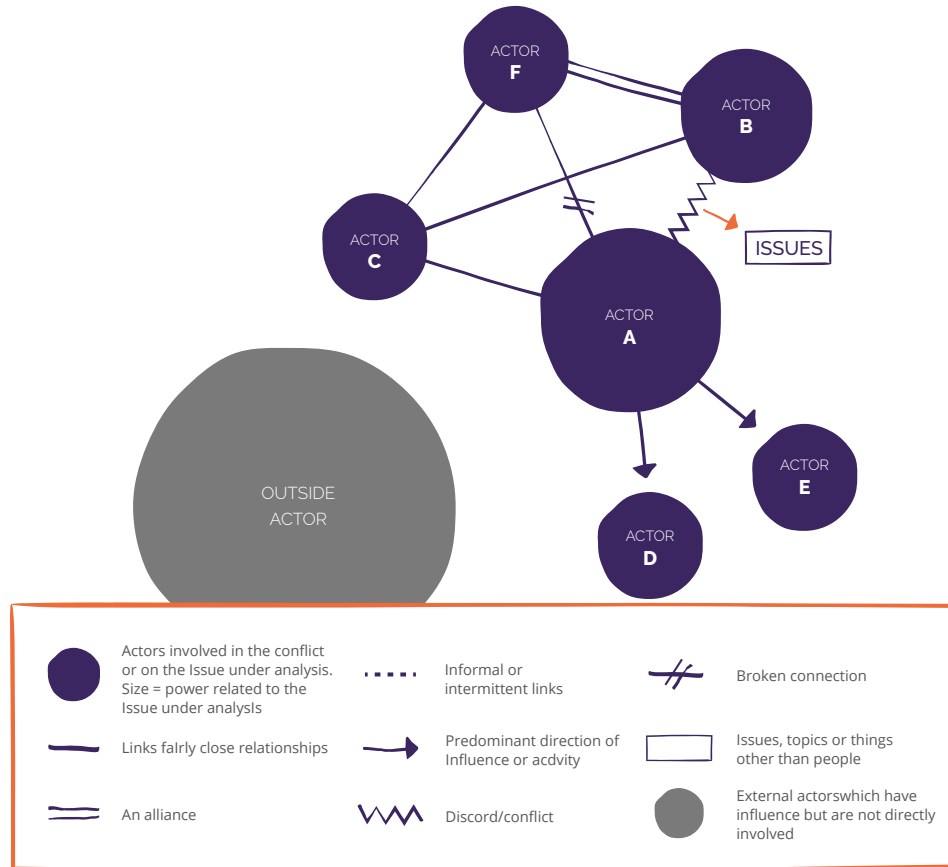 ACTOR
F
ACTOR
B
ACTOR
C
ISSUES
ACTOR
A
ACTOR
E
OUTSIDE
ACTOR
ACTOR
D
Actors involved in the conflict
or on the Issue under analysis.
Size = power related to the
Issue under analysIs
Links faIrly close relationships
An alliance
Informal or
intermittent links
Predominant direction of
Influence or acdvity
Discord/conflict
Broken connection
Issues, topics or things
other than people
External actorswhich have
influence but are not directly
involved